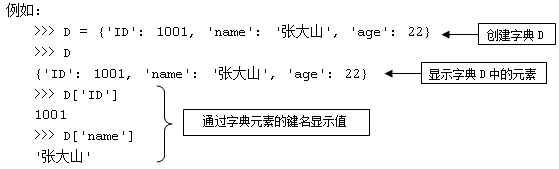 例如：
>>> D = {'ID': 1001, 'name': '张大山', 'age': 22}
创建字典D
>>> D
{'ID': 1001, 'name': '张大山', 'age': 22}
显示字典D中的元素
>>> D['ID']
1001
通过字典元素的键名显示值
>>> D['name']
'张大山'